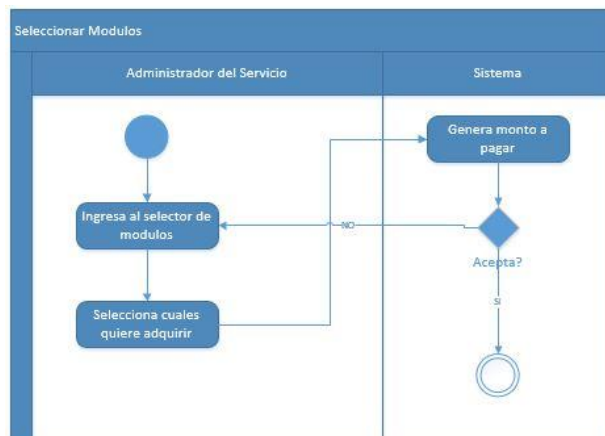 Seleccionar Modulos
Administrador del Servicio
Sistema
Genera monto a
pagar
Ingresa al selector de
modulos
NO
Acepta?
Selecciona cuales
quiere adquirir
SI